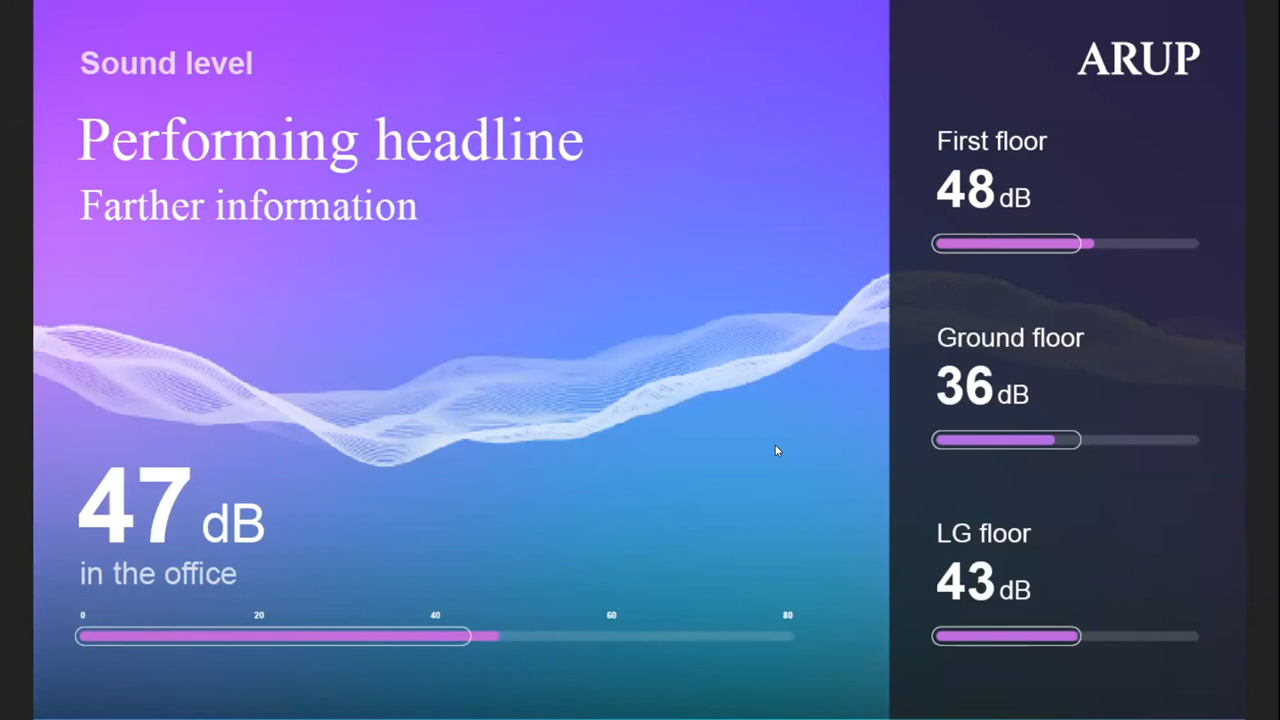 Sound level
Performing headline
Farther information
47 dB
in the office
0 20 40 60 80
ARUP
First floor
48 dB
Ground floor
36 dB
LG floor
43 dB